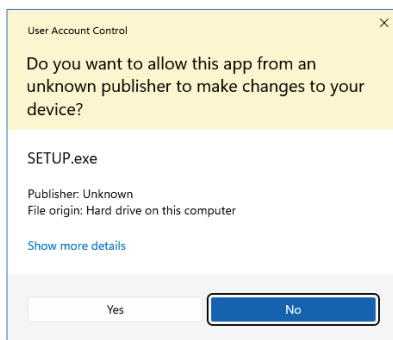 User Account Control
Do you want to allow this app from an
unknown publisher to make changes to your
device?
SETUP.exe
Publisher: Unknown
File origin: Hard drive on this computer
Show more details
Yes
No